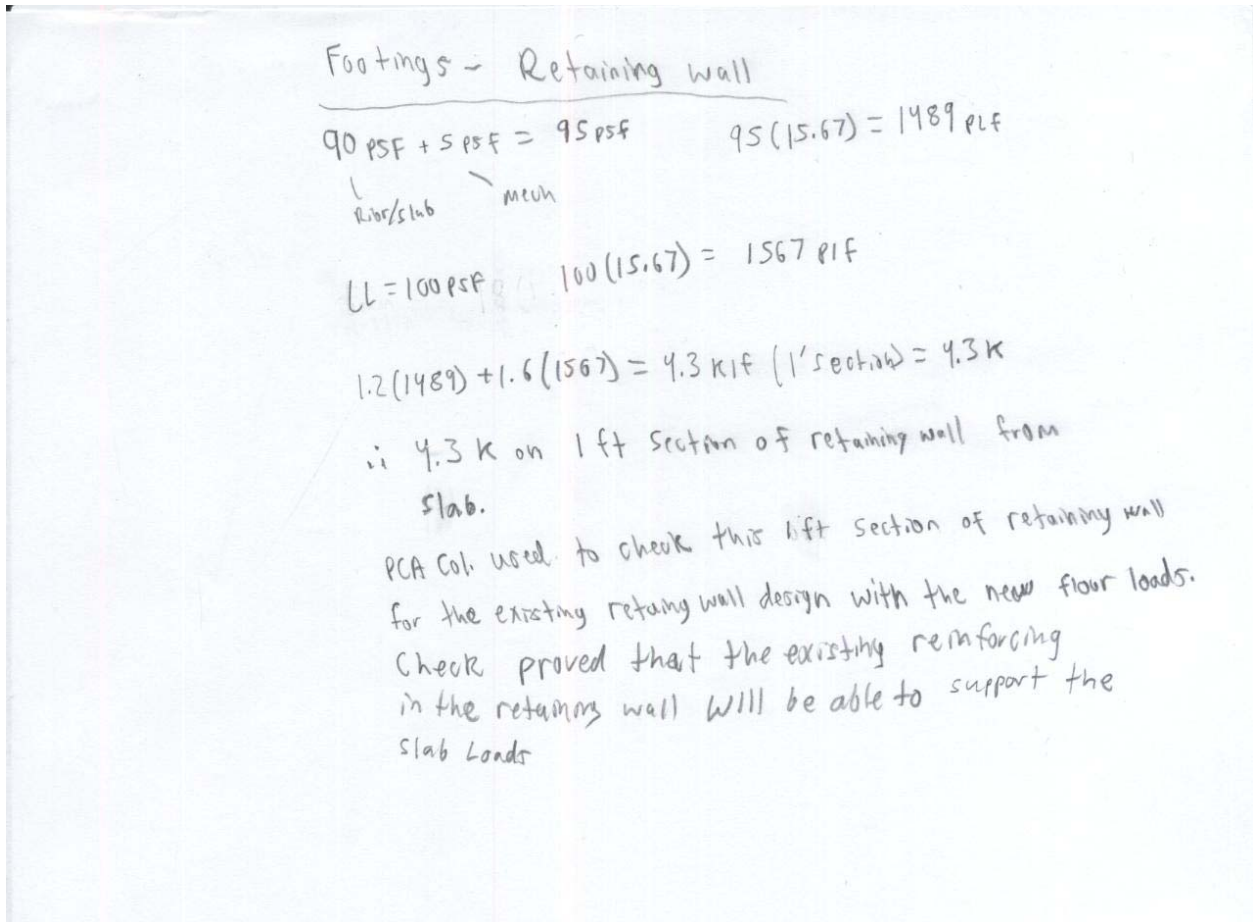 Footings - Retaining wall
90 PSF + 5 psf = 95 psf 95(15.67) = 1489 PLF
Ribs/slab mech
LL = 100 PSF 100(15.67) = 1567 plf
1.2(1489) + 1.6(1567) = 4.3 klf (1' section) = 4.3 K
∴ 4.3 K on 1 ft section of retaining wall from
slab.
PCA Col. used to check this 1ft section of retaining wall
for the existing retaing wall design with the new floor loads.
Check proved that the existing reinforcing
in the retaining wall will be able to support the
slab Loads